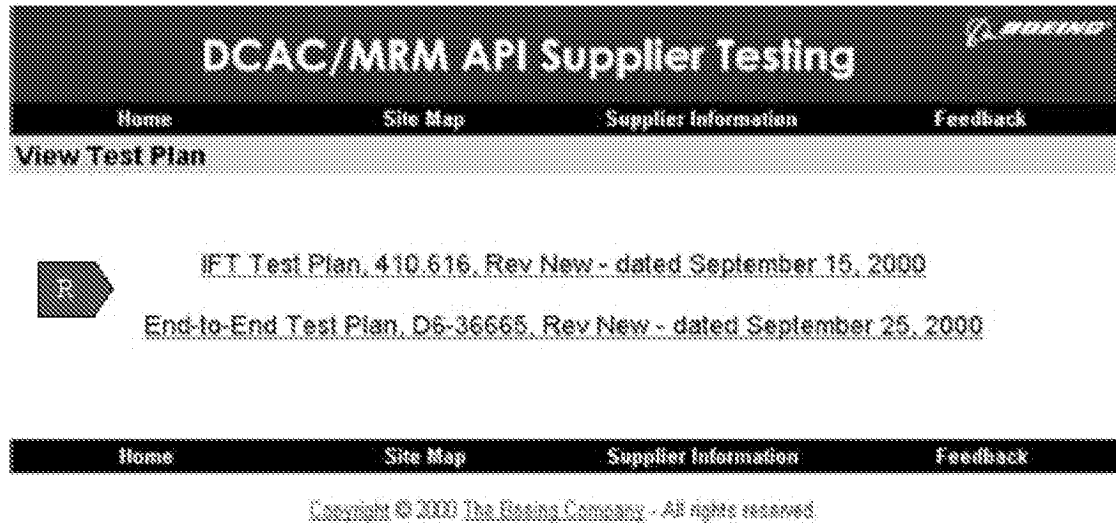 BOEING
DCAC/MRM API Supplier Testing
Home Site Map Supplier Information Feedback
View Test Plan
IFT Test Plan, 410.616, Rev New - dated September 15, 2000
R
End-to-End Test Plan, D6-36665, Rev New - dated September 25, 2000
Home Site Map Supplier Information Feedback
Copyright © 2000 The Boeing Company - All rights reserved.